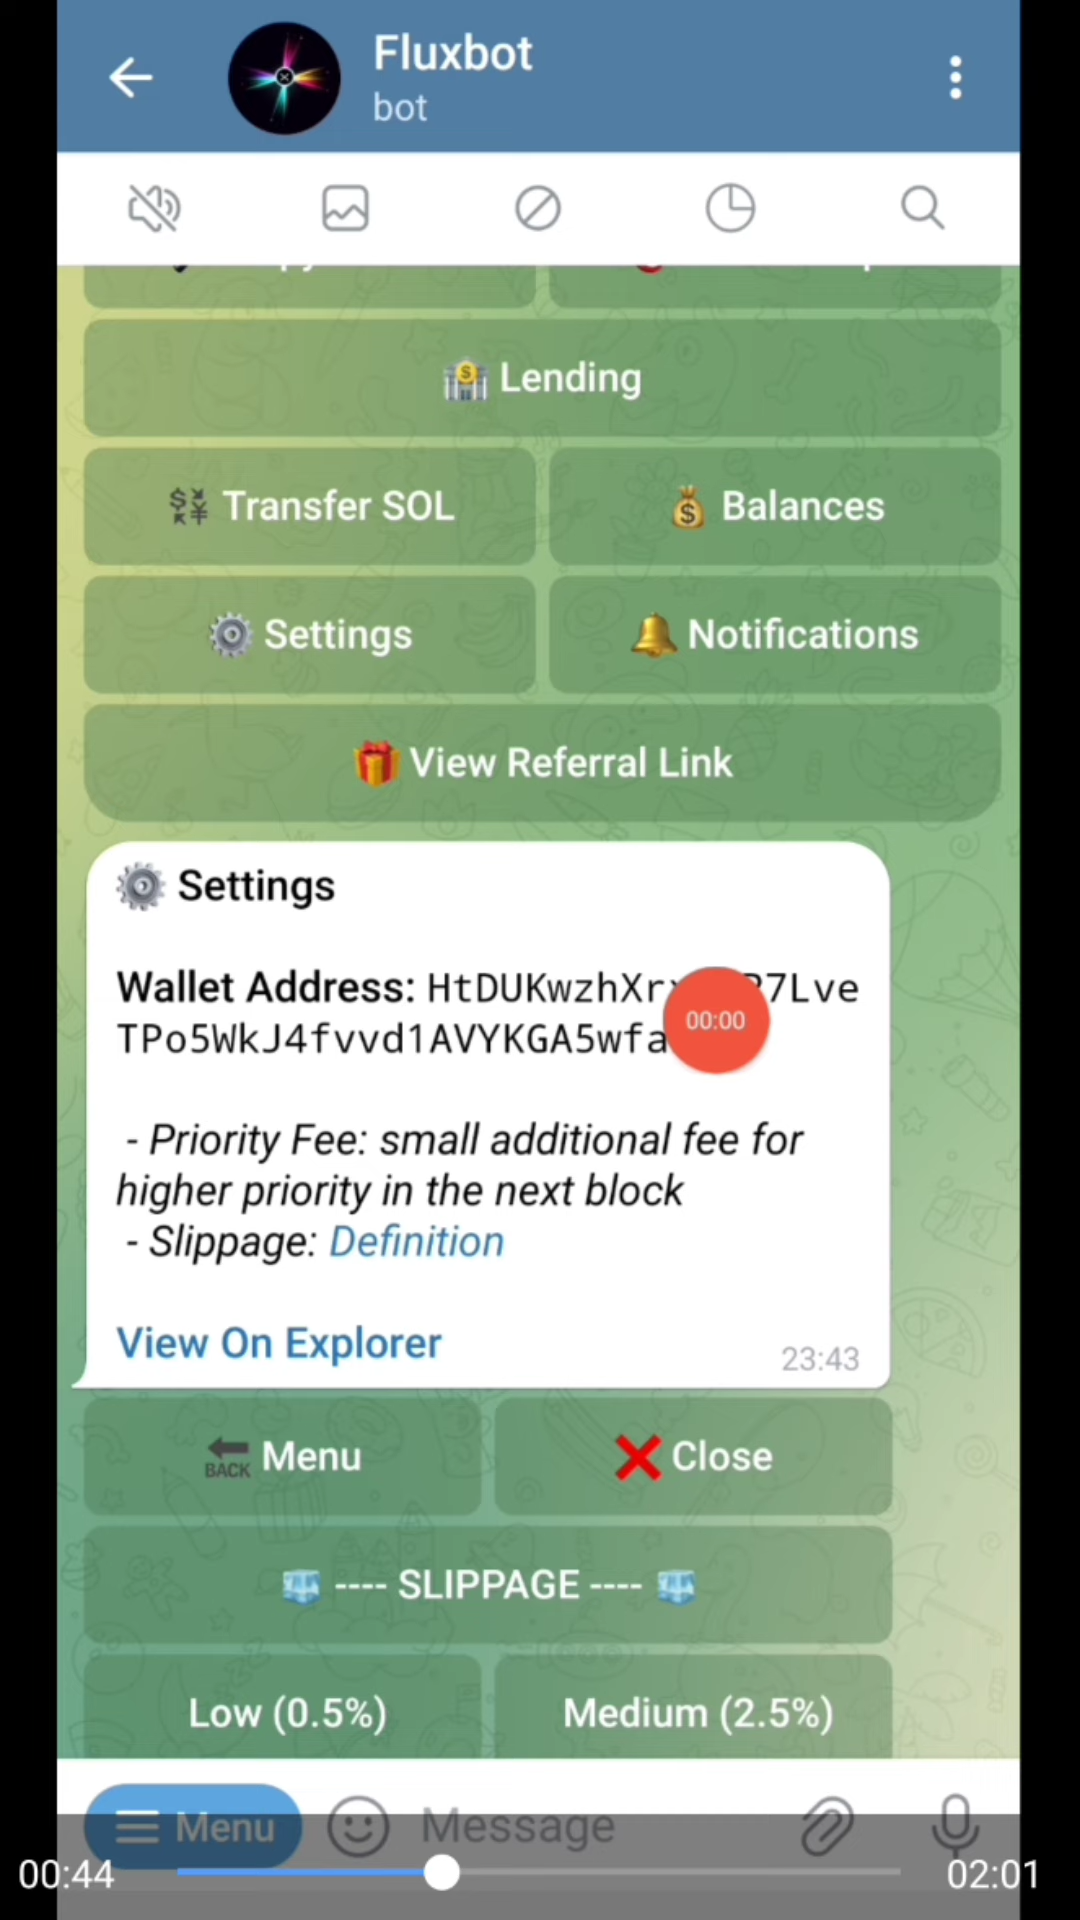 Fluxbot
bot
Lending
Transfer SOL
Balances
Settings
Notifications
View Referral Link
Settings
Wallet Address: HtDUKwzhXr 7Lve
TPo5WkJ4fvvd1AVYKGA5wfa
00:00
- Priority Fee: small additional fee for
higher priority in the next block
- Slippage: Definition
View On Explorer
23:43
BACK Menu
Close
---- SLIPPAGE ----
Low (0.5%)
Medium (2.5%)
Menu
Message
00:44
02:01